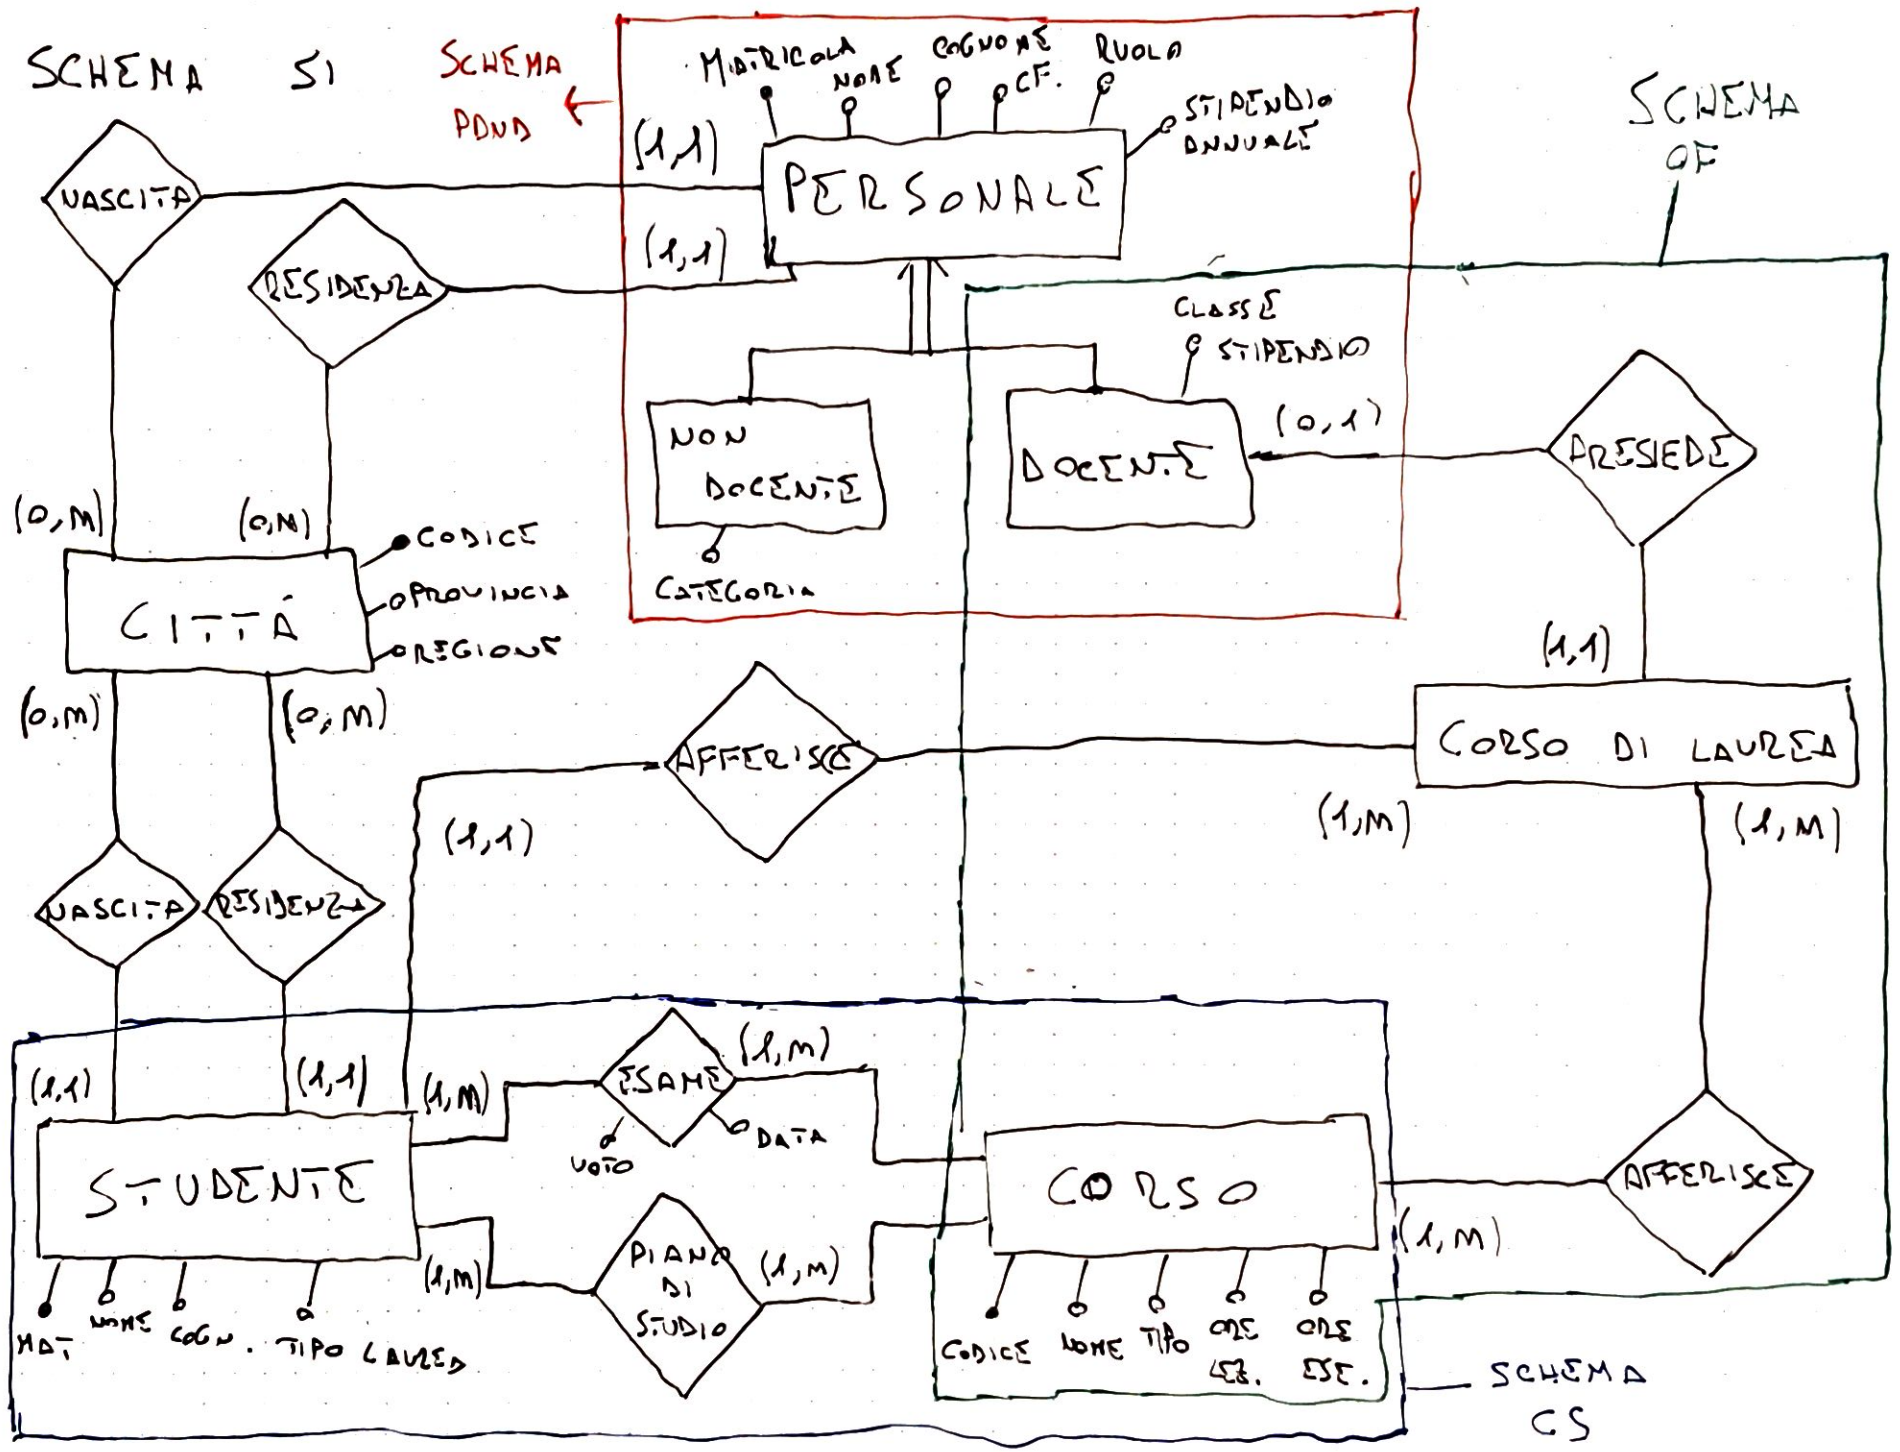 SCHEMA S1
SCHEMA
PDND
MATRICOLA
NOME
COGNOME
CF.
RUOLO
STIPENDIO
ANNUALE
SCHEMA
OF
(1,1)
NASCITA
PERSONALE
(1,1)
RESIDENZA
CLASSE
STIPENDIO
(0,1)
NON
DOCENTE
DOCENTE
PRESIEDE
(0,M)
(0,M)
CODICE
PROVINCIA
REGIONE
CITTÁ
CATEGORIA
(1,1)
(0,M)
(0,M)
AFFERISCE
CORSO DI LAUREA
(1,1)
(1,M)
(1,M)
NASCITA
RESIDENZA
(1,1)
(1,1)
(1,M)
ESAME
(1,M)
VOTO
DATA
STUDENTE
CORSO
AFFERISCE
(1,M)
PIANO
DI
STUDIO
(1,M)
(1,M)
MAT
NOME
COGN.
TIPO LAUREA
CODICE
NOME
TIPO
ORE
LEZ.
ORE
ESE.
SCHEMA
CS